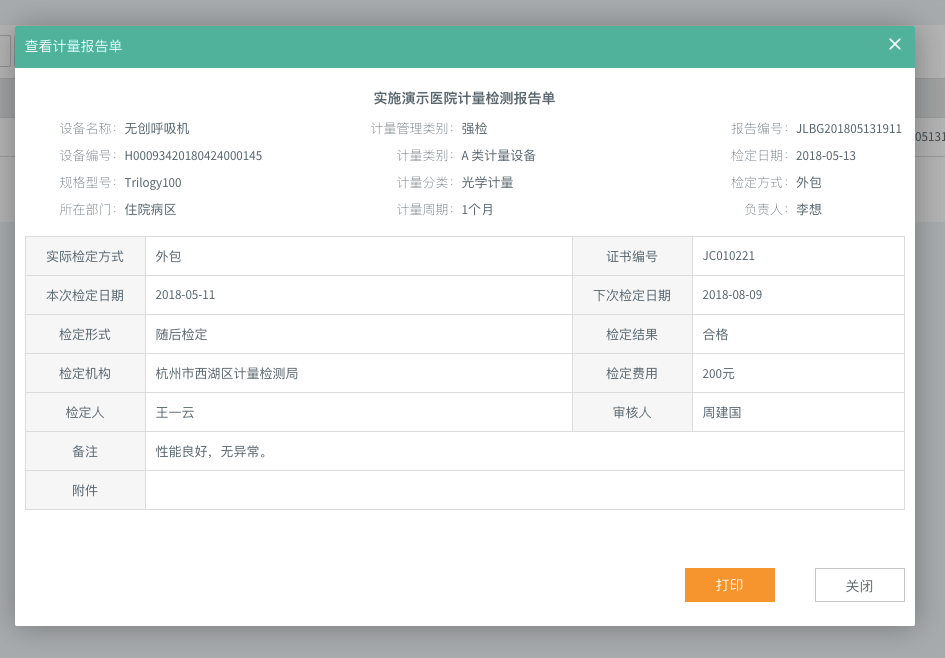 查看计量报告单
实施演示医院计量检测报告单
设备名称: 无创呼吸机 计量管理类别: 强检 报告编号: JLBG201805131911
设备编号: H00093420180424000145 计量类别: A 类计量设备 检定日期: 2018-05-13
规格型号: Trilogy100 计量分类: 光学计量 检定方式: 外包
所在部门: 住院病区 计量周期: 1个月 负责人: 李想
实际检定方式 外包 证书编号 JC010221
本次检定日期 2018-05-11 下次检定日期 2018-08-09
检定形式 随后检定 检定结果 合格
检定机构 杭州市西湖区计量检测局 检定费用 200元
检定人 王一云 审核人 周建国
备注 性能良好，无异常。
附件
打印 关闭